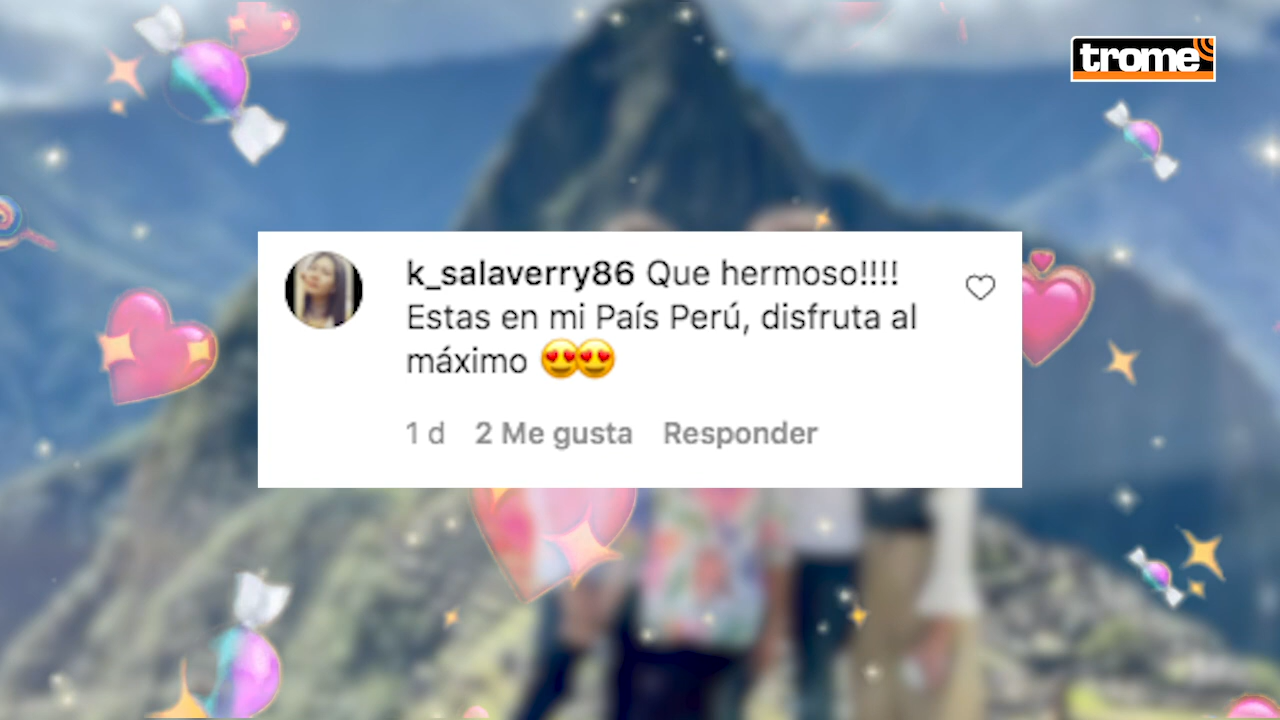 trome
k_salaverry86 Que hermoso!!!!
Estas en mi País Perú, disfruta al
máximo 😍😍
1 d 2 Me gusta Responder